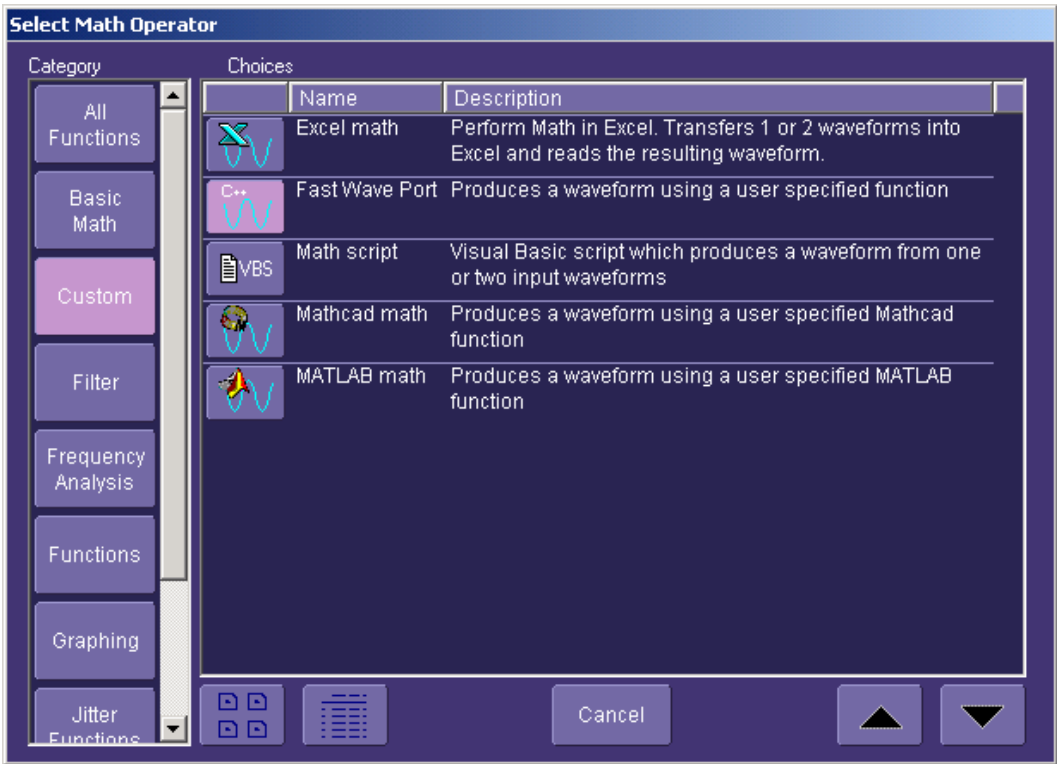 Select Math Operator
Category
Choices
All
Functions
Basic
Math
Custom
Filter
Frequency
Analysis
Functions
Graphing
Jitter
Functions
Name
Description
Excel math
Perform Math in Excel. Transfers 1 or 2 waveforms into
Excel and reads the resulting waveform.
C++
Fast Wave Port
Produces a waveform using a user specified function
VBS
Math script
Visual Basic script which produces a waveform from one
or two input waveforms
Mathcad math
Produces a waveform using a user specified Mathcad
function
MATLAB math
Produces a waveform using a user specified MATLAB
function
Cancel